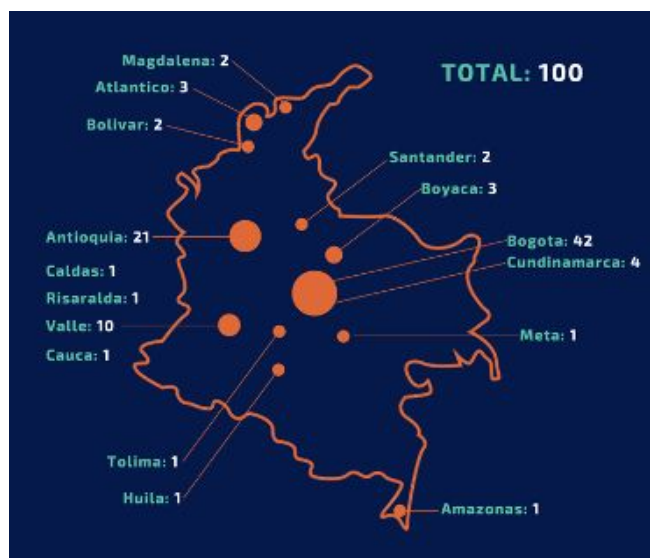 Magdalena: 2
TOTAL: 100
Atlantico: 3
Bolivar: 2
Santander: 2
Boyaca: 3
Antioquia: 21
Bogota: 42
Caldas: 1
Cundinamarca: 4
Risaralda: 1
Valle: 10
Meta: 1
Cauca: 1
Tolima: 1
Huila: 1
Amazonas: 1